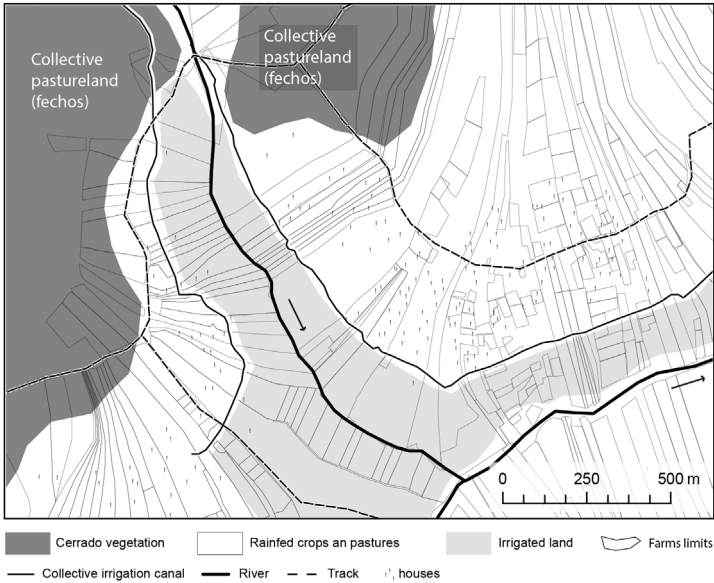 Collective
pastureland
(fechos)
Collective
pastureland
(fechos)
0 250 500 m
Cerrado vegetation
Rainfed crops an pastures
Irrigated land
Farms limits
Collective irrigation canal
River
Track
houses